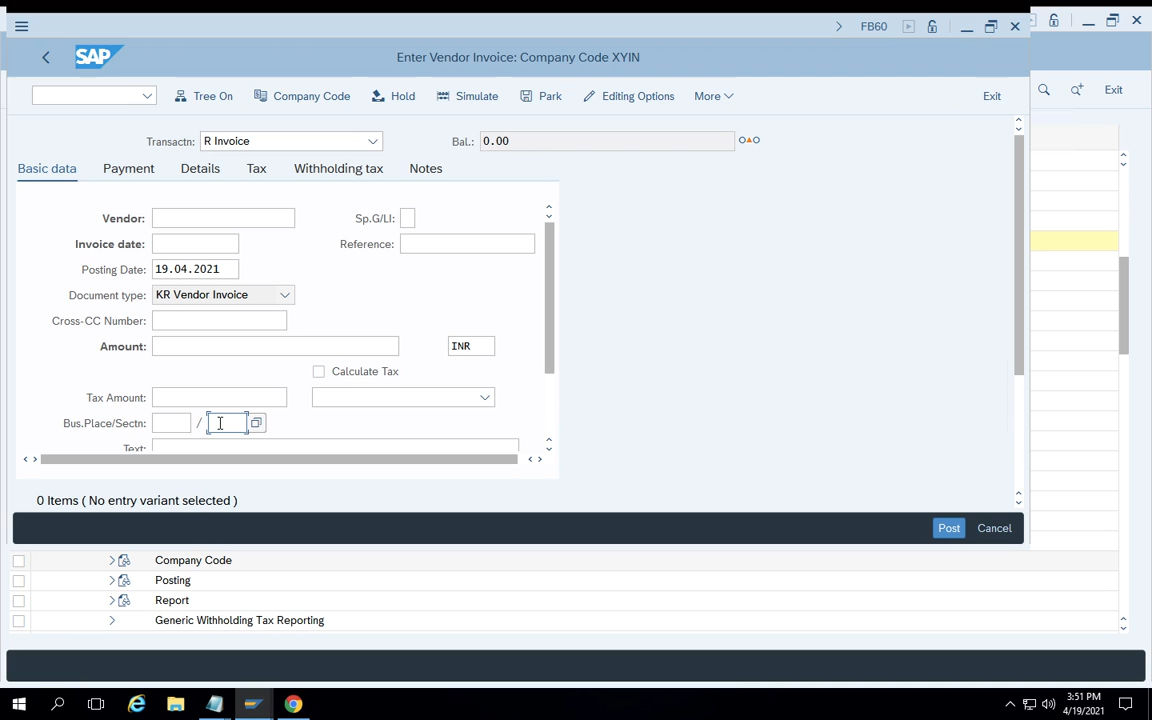 FB60
SAP
Enter Vendor Invoice: Company Code XYIN
Tree On
Company Code
Hold
Simulate
Park
Editing Options
More
Exit
Exit
Transactn:
R Invoice
Bal.:
0.00
Basic data
Payment
Details
Tax
Withholding tax
Notes
Vendor:
Sp.G/LI:
Invoice date:
Reference:
Posting Date:
19.04.2021
Document type:
KR Vendor Invoice
Cross-CC Number:
Amount:
INR
Calculate Tax
Tax Amount:
Bus.Place/Sectn:
/
Text:
0 Items ( No entry variant selected )
Post
Cancel
Company Code
Posting
Report
Generic Withholding Tax Reporting
3:51 PM
4/19/2021